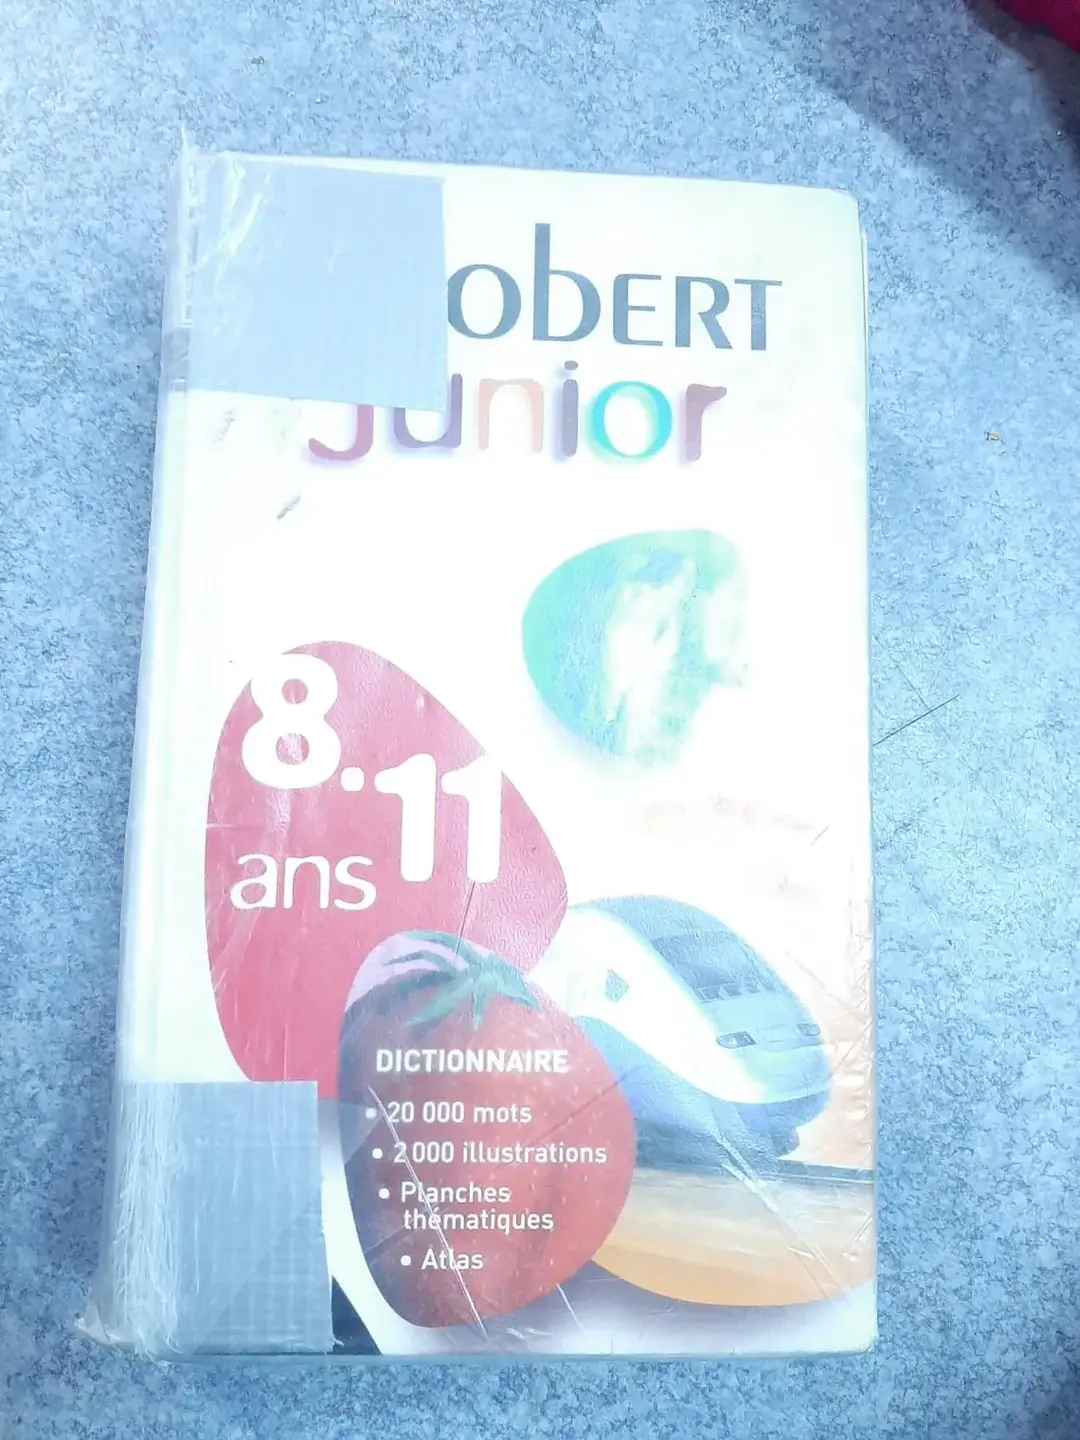 obERT
junior
8.11
ans
DICTIONNAIRE
• 20 000 mots
• 2 000 illustrations
• Planches
thématiques
• Atlas